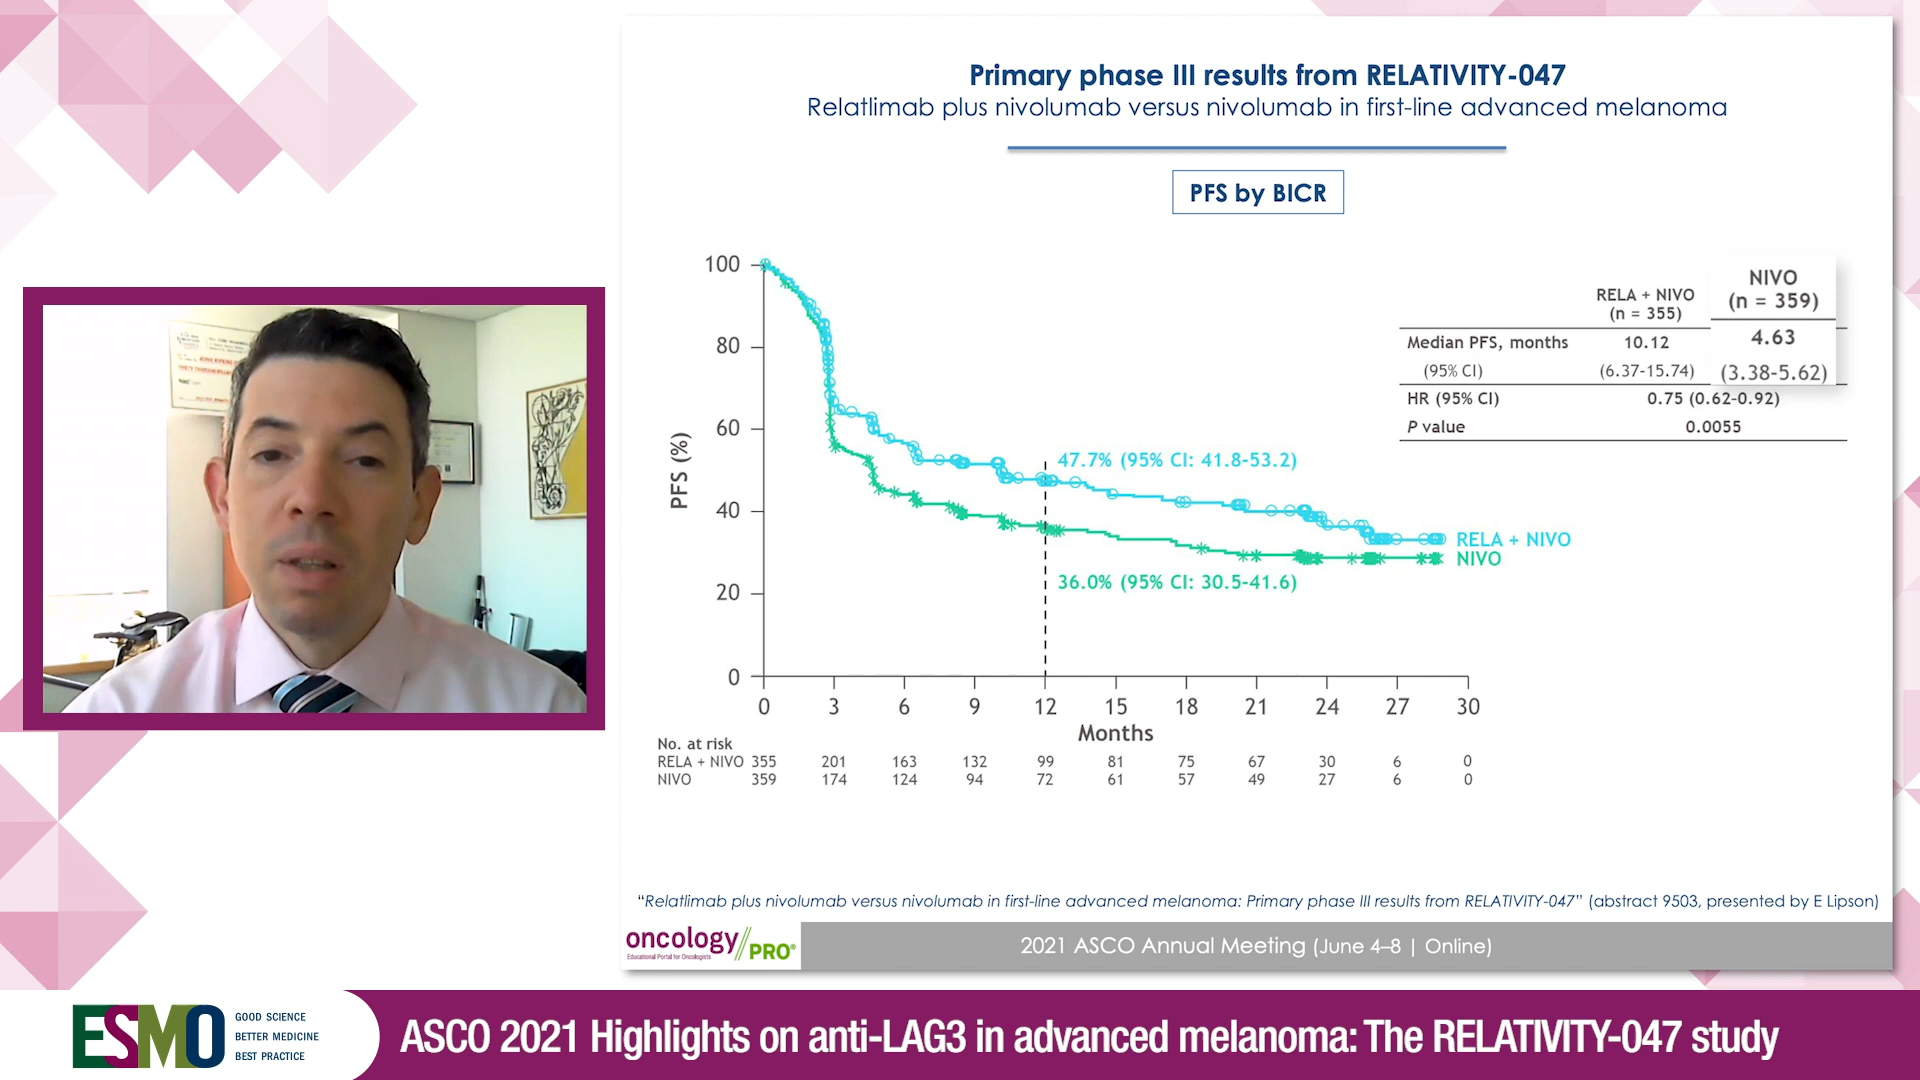 Primary phase III results from RELATIVITY-047
Relatlimab plus nivolumab versus nivolumab in first-line advanced melanoma
PFS by BICR
RELA + NIVO
(n = 355)
NIVO
(n = 359)
Median PFS, months 10.12 4.63
(95% CI) (6.37-15.74) (3.38-5.62)
HR (95% CI) 0.75 (0.62-0.92)
P value 0.0055
PFS (%)
100
80
60
40
20
0
47.7% (95% CI: 41.8-53.2)
36.0% (95% CI: 30.5-41.6)
RELA + NIVO
NIVO
0 3 6 9 12 15 18 21 24 27 30
Months
No. at risk
RELA + NIVO 355 201 163 132 99 81 75 67 30 6 0
NIVO 359 174 124 94 72 61 57 49 27 6 0
“Relatlimab plus nivolumab versus nivolumab in first-line advanced melanoma: Primary phase III results from RELATIVITY-047” (abstract 9503, presented by E Lipson)
oncology//PRO®
Educational Portal for Oncologists
2021 ASCO Annual Meeting (June 4–8 | Online)
ESMO
GOOD SCIENCE
BETTER MEDICINE
BEST PRACTICE
ASCO 2021 Highlights on anti-LAG3 in advanced melanoma: The RELATIVITY-047 study